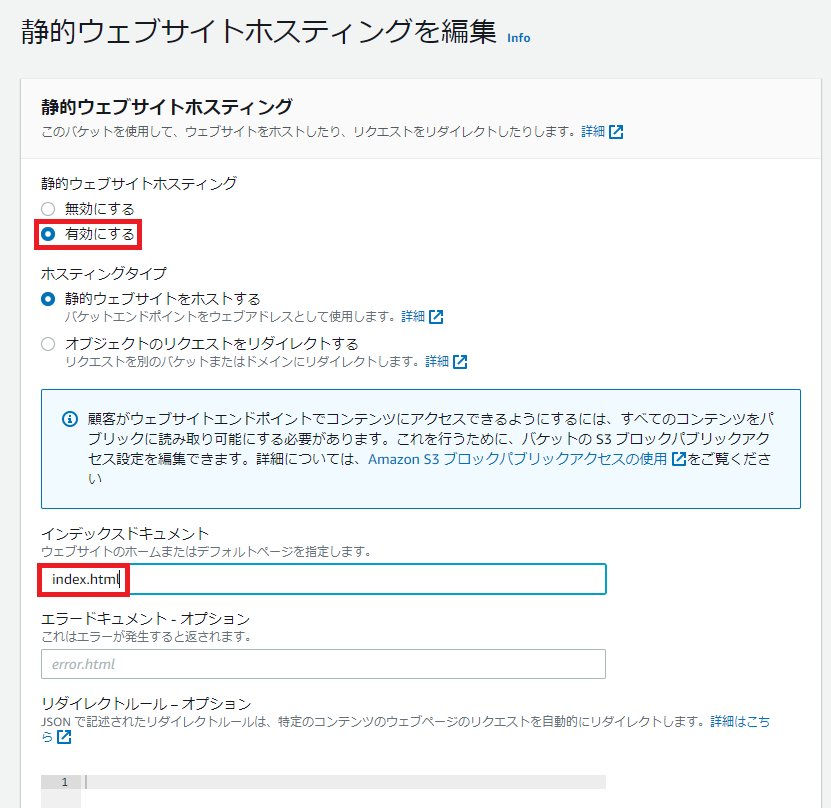 静的ウェブサイトホスティングを編集 Info
静的ウェブサイトホスティング
このバケットを使用して、ウェブサイトをホストしたり、リクエストをリダイレクトしたりします。詳細
静的ウェブサイトホスティング
無効にする
有効にする
ホスティングタイプ
静的ウェブサイトをホストする
バケットエンドポイントをウェブアドレスとして使用します。詳細
オブジェクトのリクエストをリダイレクトする
リクエストを別のバケットまたはドメインにリダイレクトします。詳細
顧客がウェブサイトエンドポイントでコンテンツにアクセスできるようにするには、すべてのコンテンツをパ
ブリックに読み取り可能にする必要があります。これを行うために、バケットの S3 ブロックパブリックアク
セス設定を編集できます。詳細については、Amazon S3 ブロックパブリックアクセスの使用 をご覧くださ
い
インデックスドキュメント
ウェブサイトのホームまたはデフォルトページを指定します。
index.html
エラードキュメント - オプション
これはエラーが発生すると返されます。
error.html
リダイレクトルール – オプション
JSON で記述されたリダイレクトルールは、特定のコンテンツのウェブページのリクエストを自動的にリダイレクトします。詳細はこち
ら
1